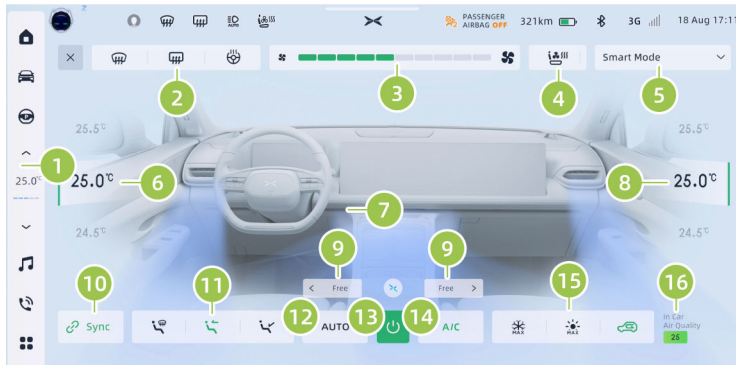 z
AUTO
PASSENGER
AIRBAG OFF
321km
3G
18 Aug 17:11
Smart Mode
2
3
4
5
25.5℃
25.5℃
1
25.0℃
25.0℃
6
8
25.0℃
7
24.5℃
24.5℃
9
9
< Free
Free >
10
11
12
13
14
15
16
Sync
AUTO
A/C
MAX
MAX
In Car
Air Quality
25